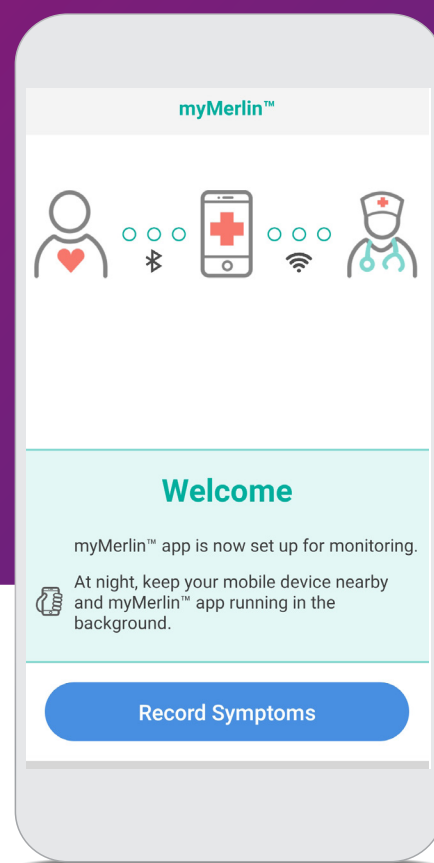 myMerlin™
Welcome
myMerlin™ app is now set up for monitoring.
At night, keep your mobile device nearby
and myMerlin™ app running in the
background.
Record Symptoms